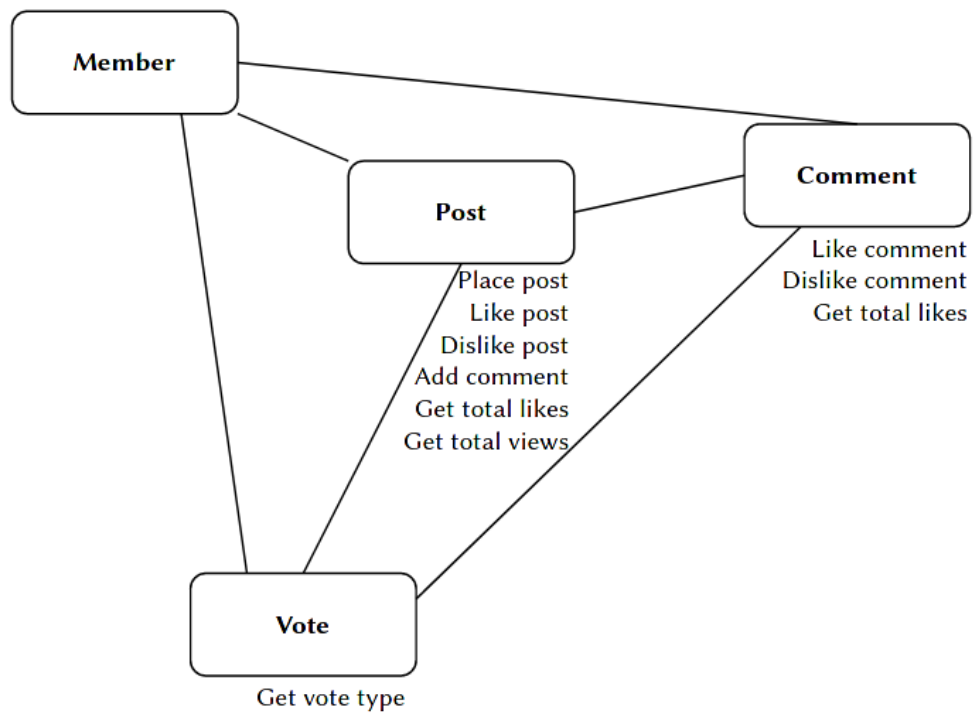 Member
Comment
Post
Like comment
Dislike comment
Get total likes
Place post
Like post
Dislike post
Add comment
Get total likes
Get total views
Vote
Get vote type